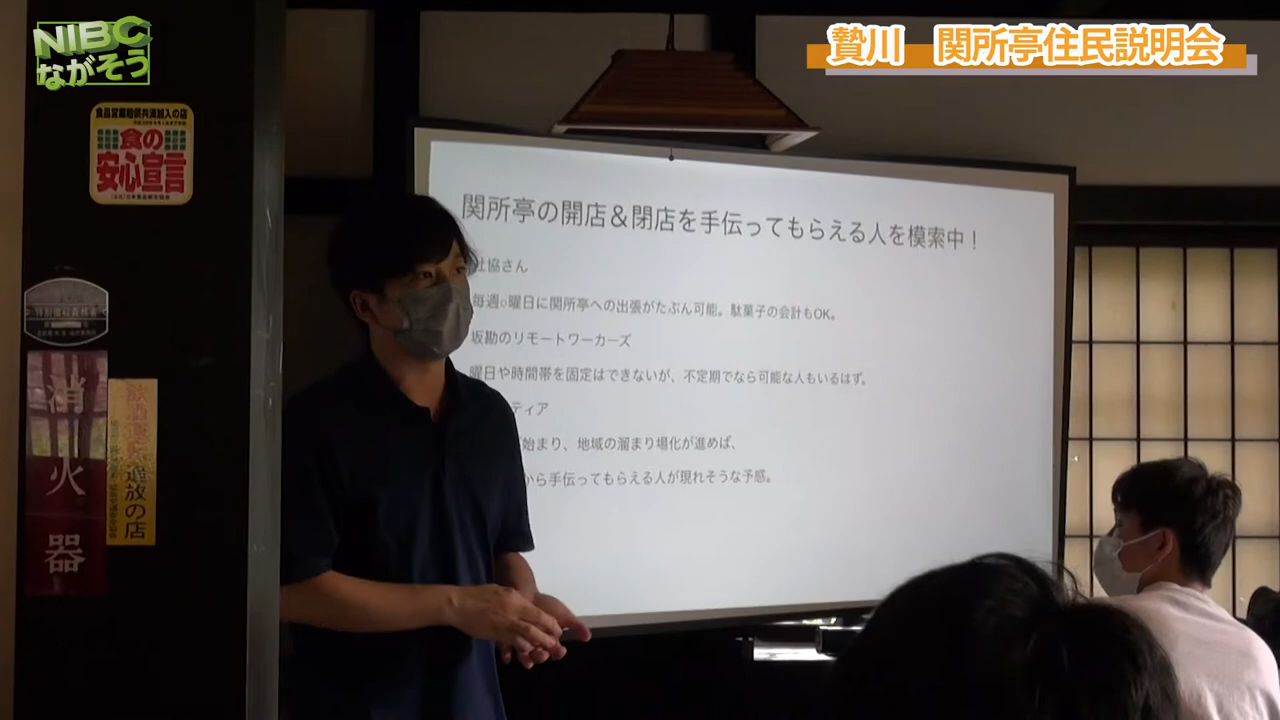 NIBC
ながそう
贄川 関所亭住民説明会
食の
安心宣言
消火器
追放の店
関所亭の開店＆閉店を手伝ってもらえる人を模索中！
社協さん
毎週○曜日に関所亭への出張がたぶん可能。駄菓子の会計もOK。
坂勘のリモートワーカーズ
曜日や時間帯を固定はできないが、不定期でなら可能な人もいるはず。
ティア
始まり、地域の溜まり場化が進めば、
から手伝ってもらえる人が現れそうな予感。